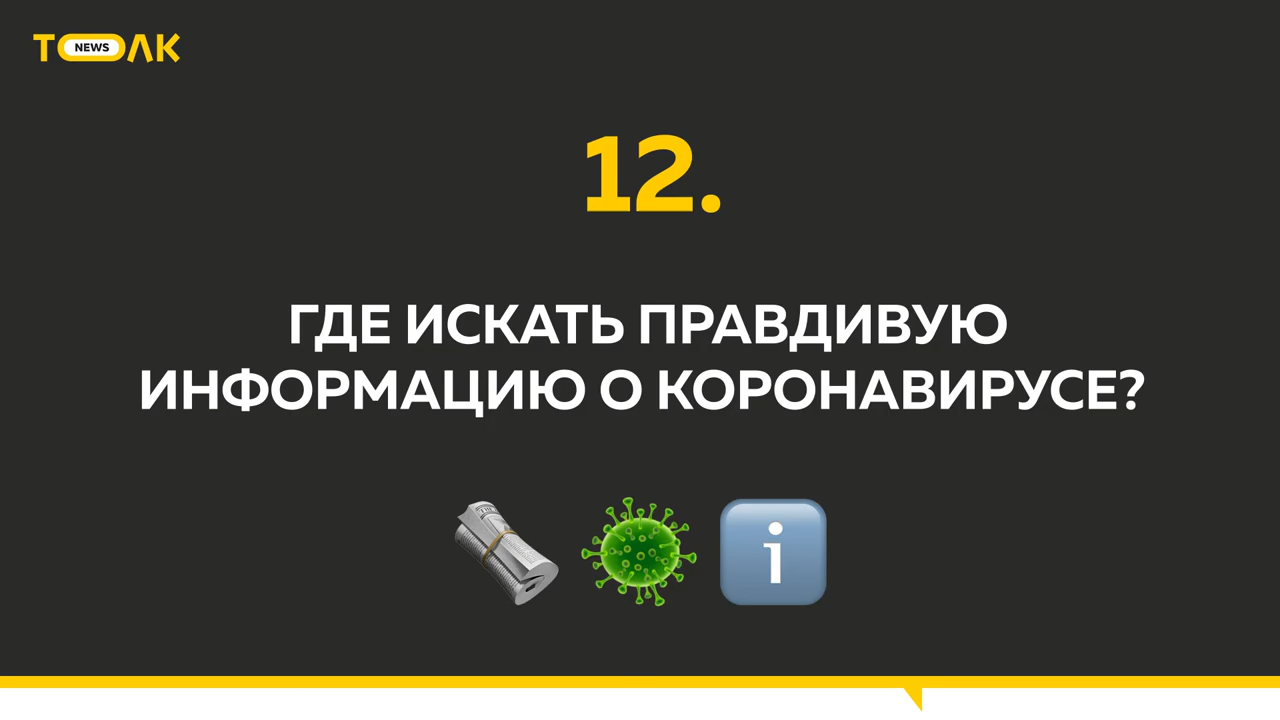 ТОЛК
NEWS
12.
ГДЕ ИСКАТЬ ПРАВДИВУЮ
ИНФОРМАЦИЮ О КОРОНАВИРУСЕ?
i